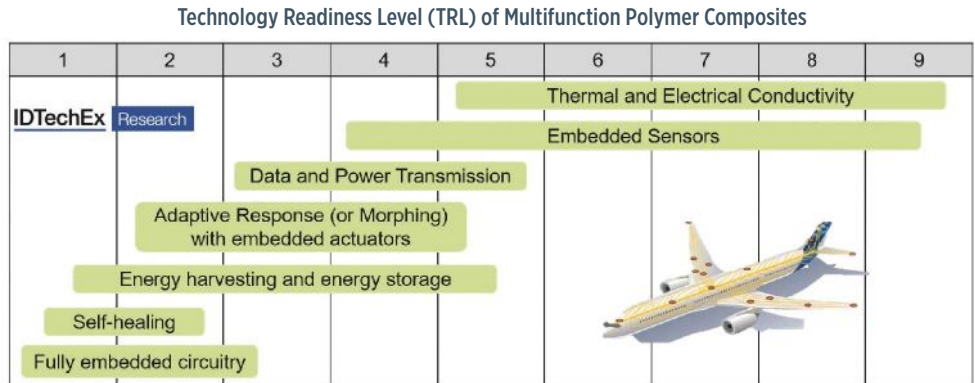 Technology Readiness Level (TRL) of Multifunction Polymer Composites
1 2 3 4 5 6 7 8 9
Thermal and Electrical Conductivity
IDTechEx Research
Embedded Sensors
Data and Power Transmission
Adaptive Response (or Morphing)
with embedded actuators
Energy harvesting and energy storage
Self-healing
Fully embedded circuitry